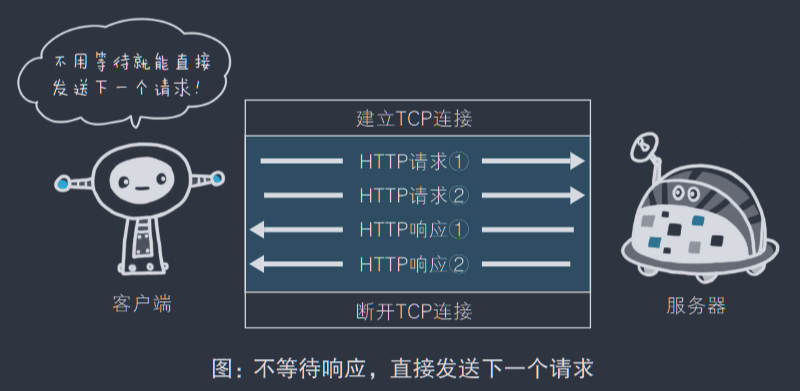 不用等待就能直接
发送下一个请求!
建立TCP连接
HTTP请求①
HTTP请求②
HTTP响应①
HTTP响应②
断开TCP连接
客户端
服务器
图：不等待响应，直接发送下一个请求